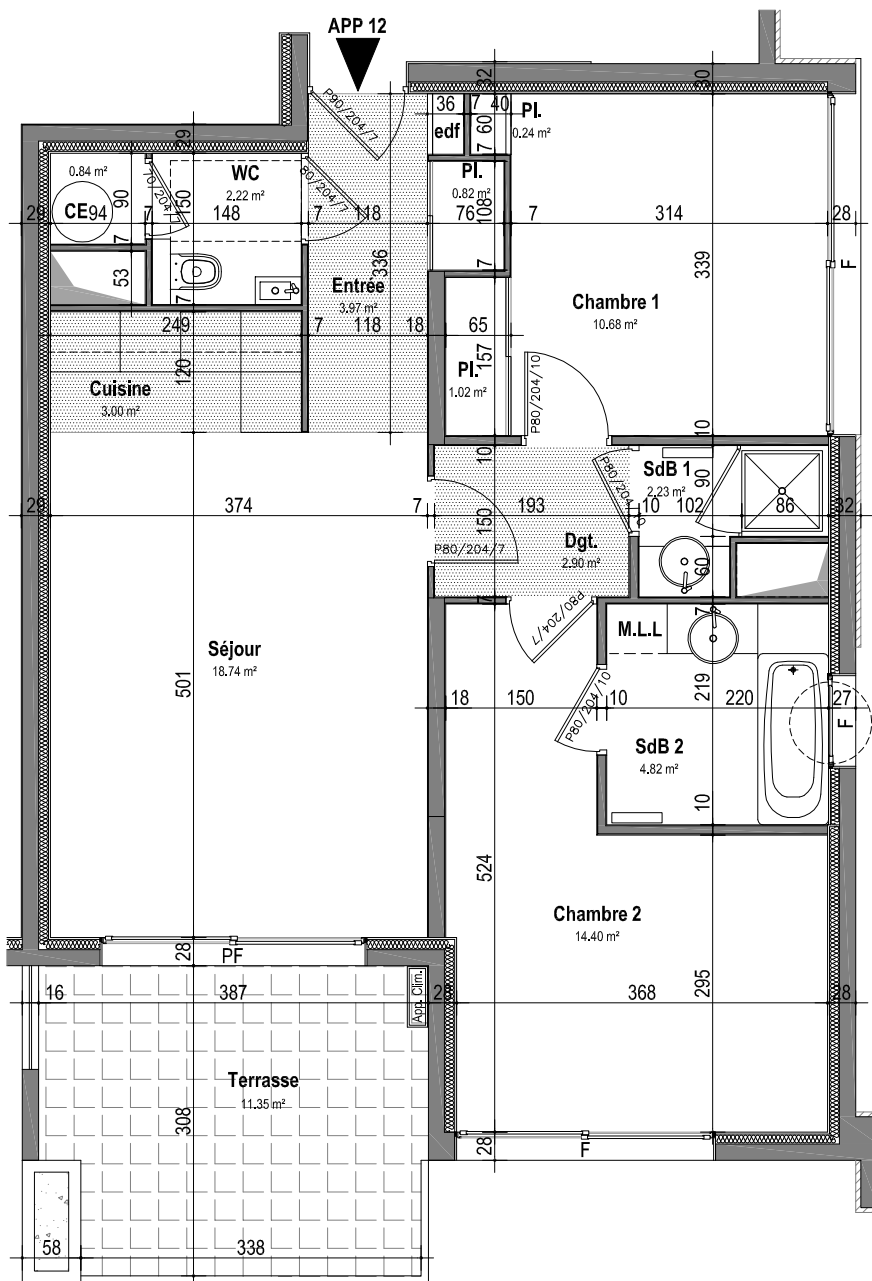 APP 12
32
30
P90/204/7
36
7
40
Pl.
0.24 m²
edf
60
7
29
0.84 m²
WC
2.22 m²
80/204/7
70/204/7
90
150
Pl.
0.82 m²
CE
29
94
7
148
7
118
76
108
7
314
28
7
53
7
336
339
F
Entrée
3.97 m²
7
Chambre 1
10.68 m²
249
7
118
18
65
120
157
Cuisine
3.00 m²
Pl.
1.02 m²
P80/204/10
10
10
SdB 1
2.23 m²
P80/204/10
90
29
374
7
193
10
102
86
32
150
P80/204/7
Dgt.
2.90 m²
60
7
P80/204/7
7
M.L.L
Séjour
18.74 m²
501
219
18
150
10
220
27
P80/204/10
F
SdB 2
4.82 m²
10
524
Chambre 2
14.40 m²
28
PF
App. Clim.
16
387
28
368
295
28
Terrasse
11.35 m²
308
28
F
58
338